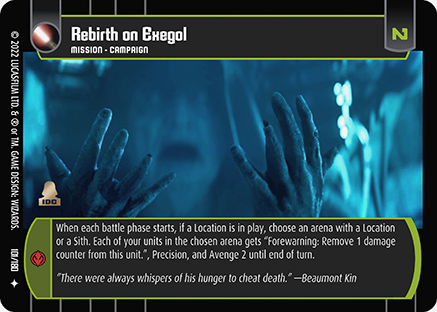 Rebirth on Exegol
MISSION - CAMPAIGN
2
100
When each battle phase starts, if a Location is in play, choose an arena with a Location
or a Sith. Each of your units in the chosen arena gets "Forewarning: Remove 1 damage
counter from this unit.," Precision, and Avenge 2 until end of turn.
"There were always whispers of his hunger to cheat death." —Beaumont Kin
©2022 LUCASFILM LTD. & ® or TM. GAME DESIGN: WIZARDS.
101/180